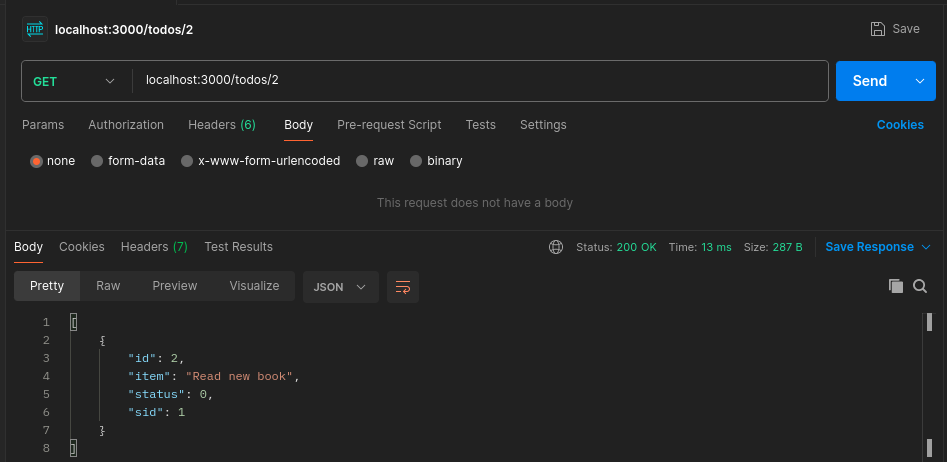 HTTP localhost:3000/todos/2 Save
GET localhost:3000/todos/2 Send
Params Authorization Headers (6) Body Pre-request Script Tests Settings Cookies
none form-data x-www-form-urlencoded raw binary
This request does not have a body
Body Cookies Headers (7) Test Results Status: 200 OK Time: 13 ms Size: 287 B Save Response
Pretty Raw Preview Visualize JSON
1 [
2 {
3 "id": 2,
4 "item": "Read new book",
5 "status": 0,
6 "sid": 1
7 }
8 ]